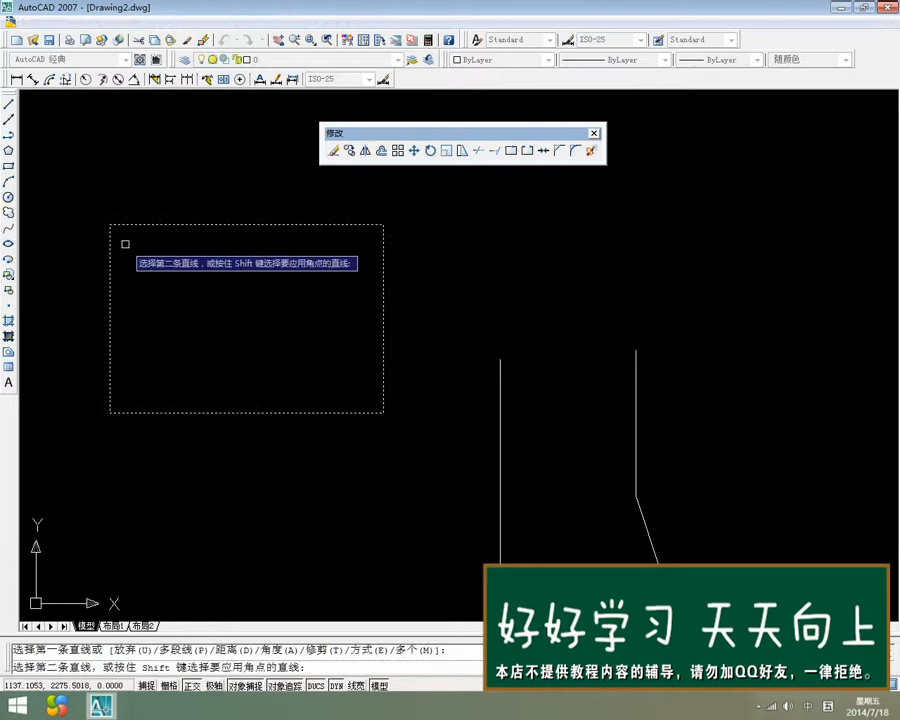 AutoCAD 2007 - [Drawing2.dwg]
Standard
ISO-25
Standard
AutoCAD 经典
0
ByLayer
ByLayer
ByLayer
随颜色
ISO-25
修改
A
选择第二条直线，或按住 Shift 键选择要应用角点的直线:
Y
X
模型 布局1 布局2
好好学习 天天向上
本店不提供教程内容的辅导，请勿加QQ好友，一律拒绝。
选择第一条直线或 [放弃(U)/多段线(P)/距离(D)/角度(A)/修剪(T)/方式(E)/多个(M)]:
选择第二条直线，或按住 Shift 键选择要应用角点的直线:
1137.1053, 2275.5018, 0.0000
捕捉 栅格 正交 极轴 对象捕捉 对象追踪 DUCS DYN 线宽 模型
中
五
星期五
2014/7/18